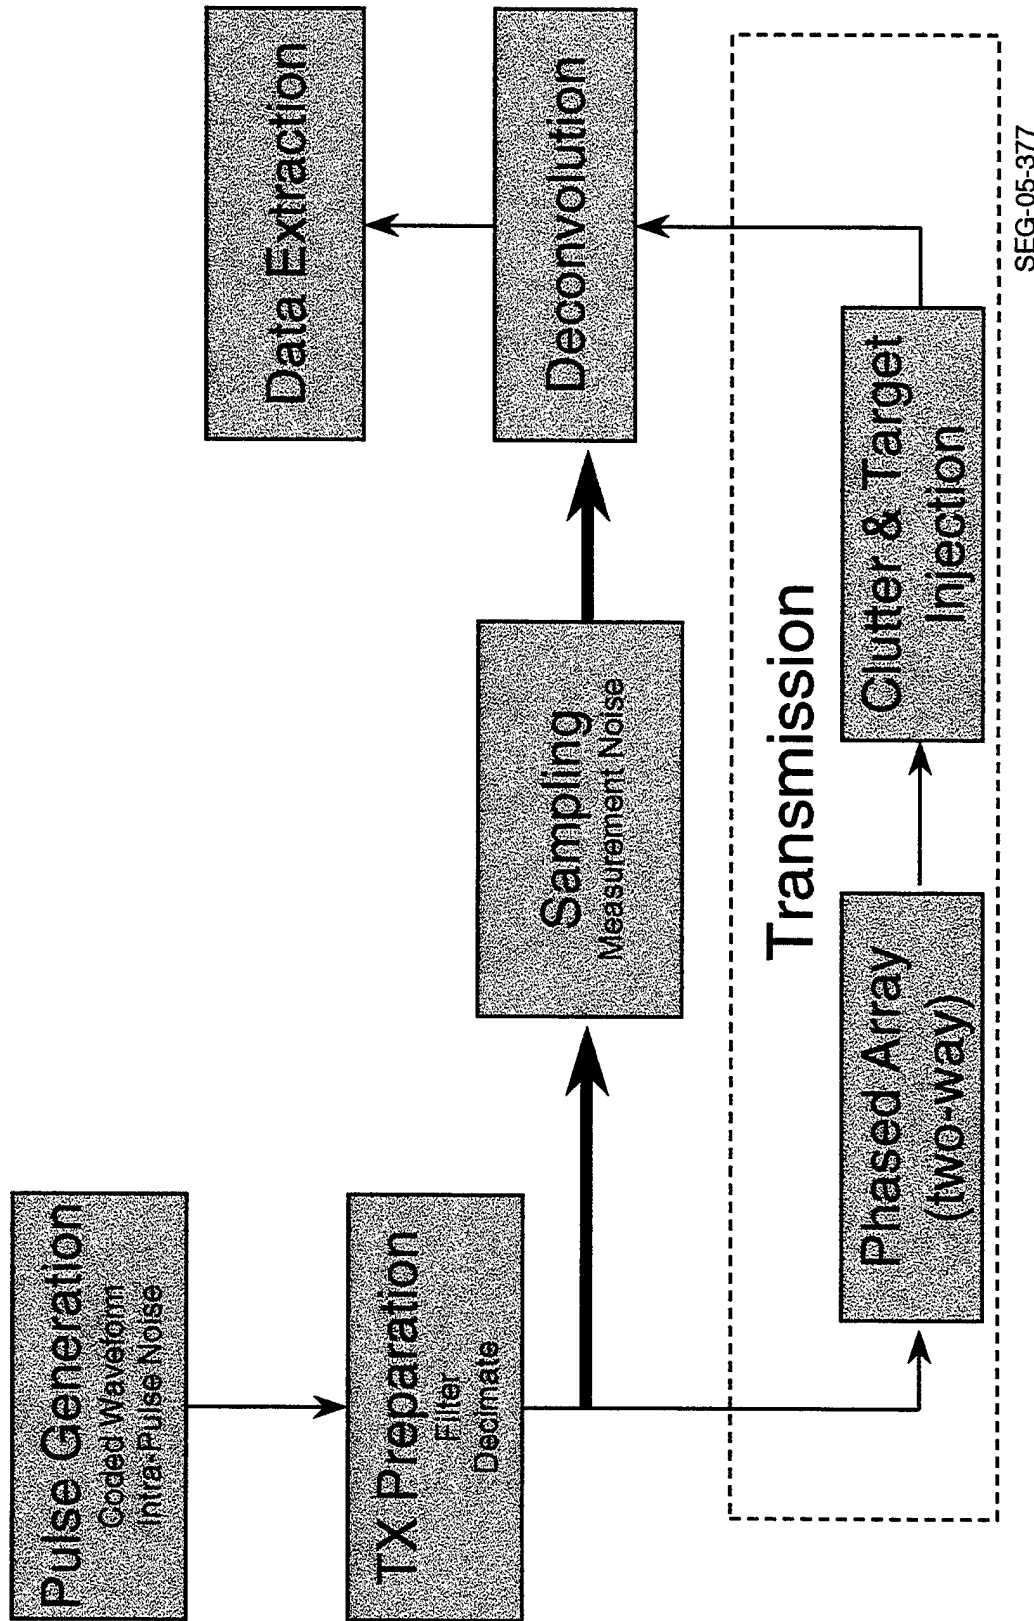 Pulse Generation
Coded Waveform
Intra-Pulse Noise
TX Preparation
Filter
Decimate
Sampling
Measurement Noise
Data Extraction
Deconvolution
Transmission
Phased Array
(two-way)
Clutter & Target
Injection
SEG-05-377